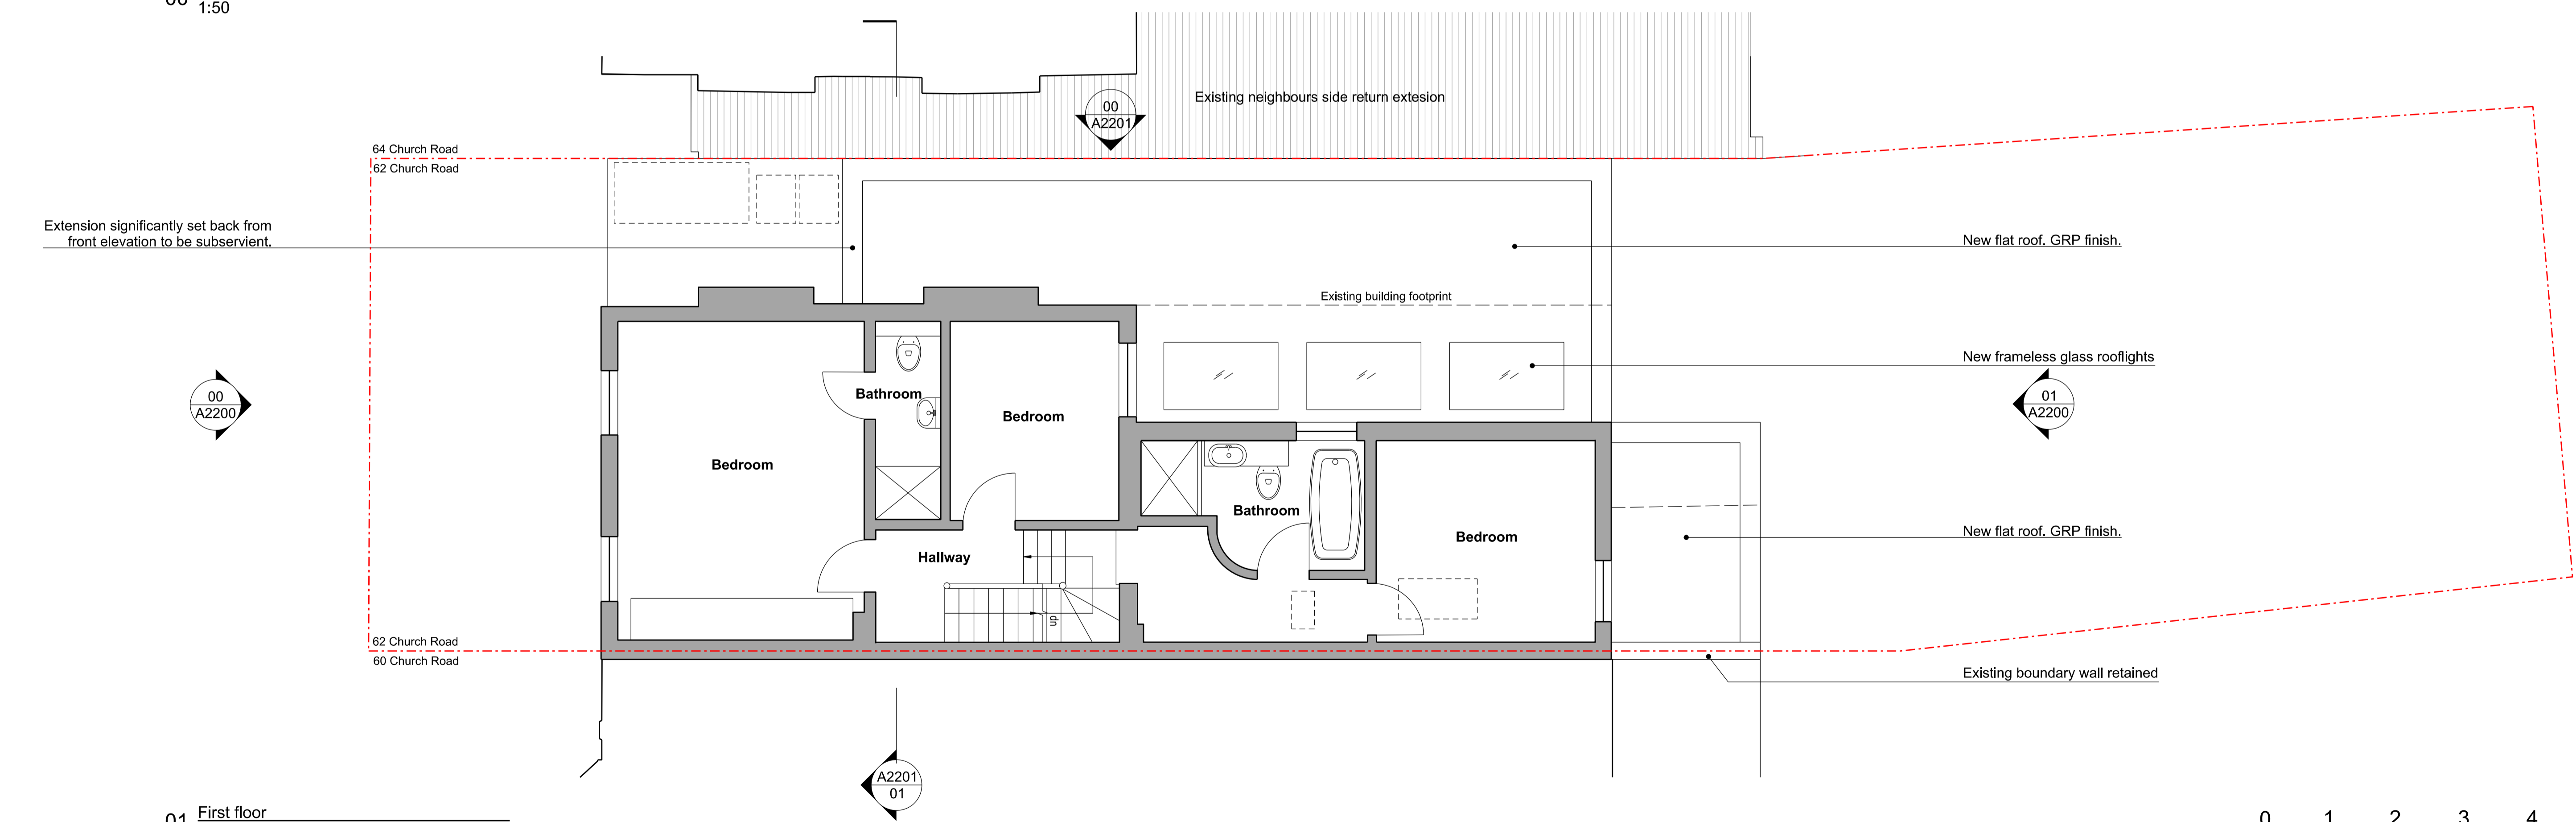 1:50
Existing neighbours side return extesion
00
A2201
64 Church Road
62 Church Road
Extension significantly set back from
front elevation to be subservient.
New flat roof. GRP finish.
Existing building footprint
New frameless glass rooflights
00
A2200
01
A2200
Bathroom
Bedroom
Bedroom
Bathroom
Bedroom
Hallway
New flat roof. GRP finish.
dn
62 Church Road
60 Church Road
Existing boundary wall retained
A2201
01
01 First floor
0 1 2 3 4